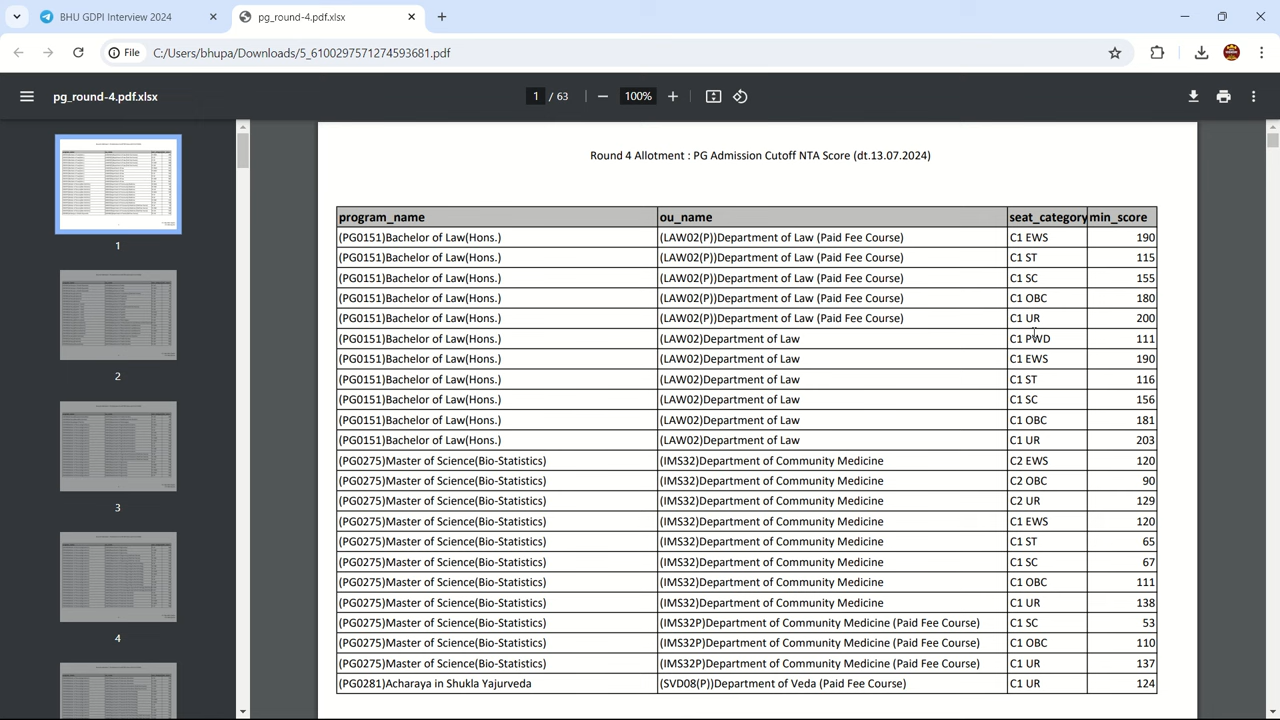 BHU GDPI Interview 2024
pg_round-4.pdf.xlsx
File
C:/Users/bhupa/Downloads/5_6100297571274593681.pdf
pg_round-4.pdf.xlsx
1 / 63
100%
Round 4 Allotment : PG Admission Cutoff NTA Score (dt.13.07.2024)
program_name ou_name seat_category min_score
(PG0151)Bachelor of Law(Hons.) (LAW02(P))Department of Law (Paid Fee Course) C1 EWS 190
(PG0151)Bachelor of Law(Hons.) (LAW02(P))Department of Law (Paid Fee Course) C1 ST 115
(PG0151)Bachelor of Law(Hons.) (LAW02(P))Department of Law (Paid Fee Course) C1 SC 155
(PG0151)Bachelor of Law(Hons.) (LAW02(P))Department of Law (Paid Fee Course) C1 OBC 180
(PG0151)Bachelor of Law(Hons.) (LAW02(P))Department of Law (Paid Fee Course) C1 UR 200
(PG0151)Bachelor of Law(Hons.) (LAW02)Department of Law C1 PWD 111
(PG0151)Bachelor of Law(Hons.) (LAW02)Department of Law C1 EWS 190
(PG0151)Bachelor of Law(Hons.) (LAW02)Department of Law C1 ST 116
(PG0151)Bachelor of Law(Hons.) (LAW02)Department of Law C1 SC 156
(PG0151)Bachelor of Law(Hons.) (LAW02)Department of Law C1 OBC 181
(PG0151)Bachelor of Law(Hons.) (LAW02)Department of Law C1 UR 203
(PG0275)Master of Science(Bio-Statistics) (IMS32)Department of Community Medicine C2 EWS 120
(PG0275)Master of Science(Bio-Statistics) (IMS32)Department of Community Medicine C2 OBC 90
(PG0275)Master of Science(Bio-Statistics) (IMS32)Department of Community Medicine C2 UR 129
(PG0275)Master of Science(Bio-Statistics) (IMS32)Department of Community Medicine C1 EWS 120
(PG0275)Master of Science(Bio-Statistics) (IMS32)Department of Community Medicine C1 ST 65
(PG0275)Master of Science(Bio-Statistics) (IMS32)Department of Community Medicine C1 SC 67
(PG0275)Master of Science(Bio-Statistics) (IMS32)Department of Community Medicine C1 OBC 111
(PG0275)Master of Science(Bio-Statistics) (IMS32)Department of Community Medicine C1 UR 138
(PG0275)Master of Science(Bio-Statistics) (IMS32P)Department of Community Medicine (Paid Fee Course) C1 SC 53
(PG0275)Master of Science(Bio-Statistics) (IMS32P)Department of Community Medicine (Paid Fee Course) C1 OBC 110
(PG0275)Master of Science(Bio-Statistics) (IMS32P)Department of Community Medicine (Paid Fee Course) C1 UR 137
(PG0281)Acharaya in Shukla Yajurveda (SVD08(P))Department of Veda (Paid Fee Course) C1 UR 124
1
2
3
4